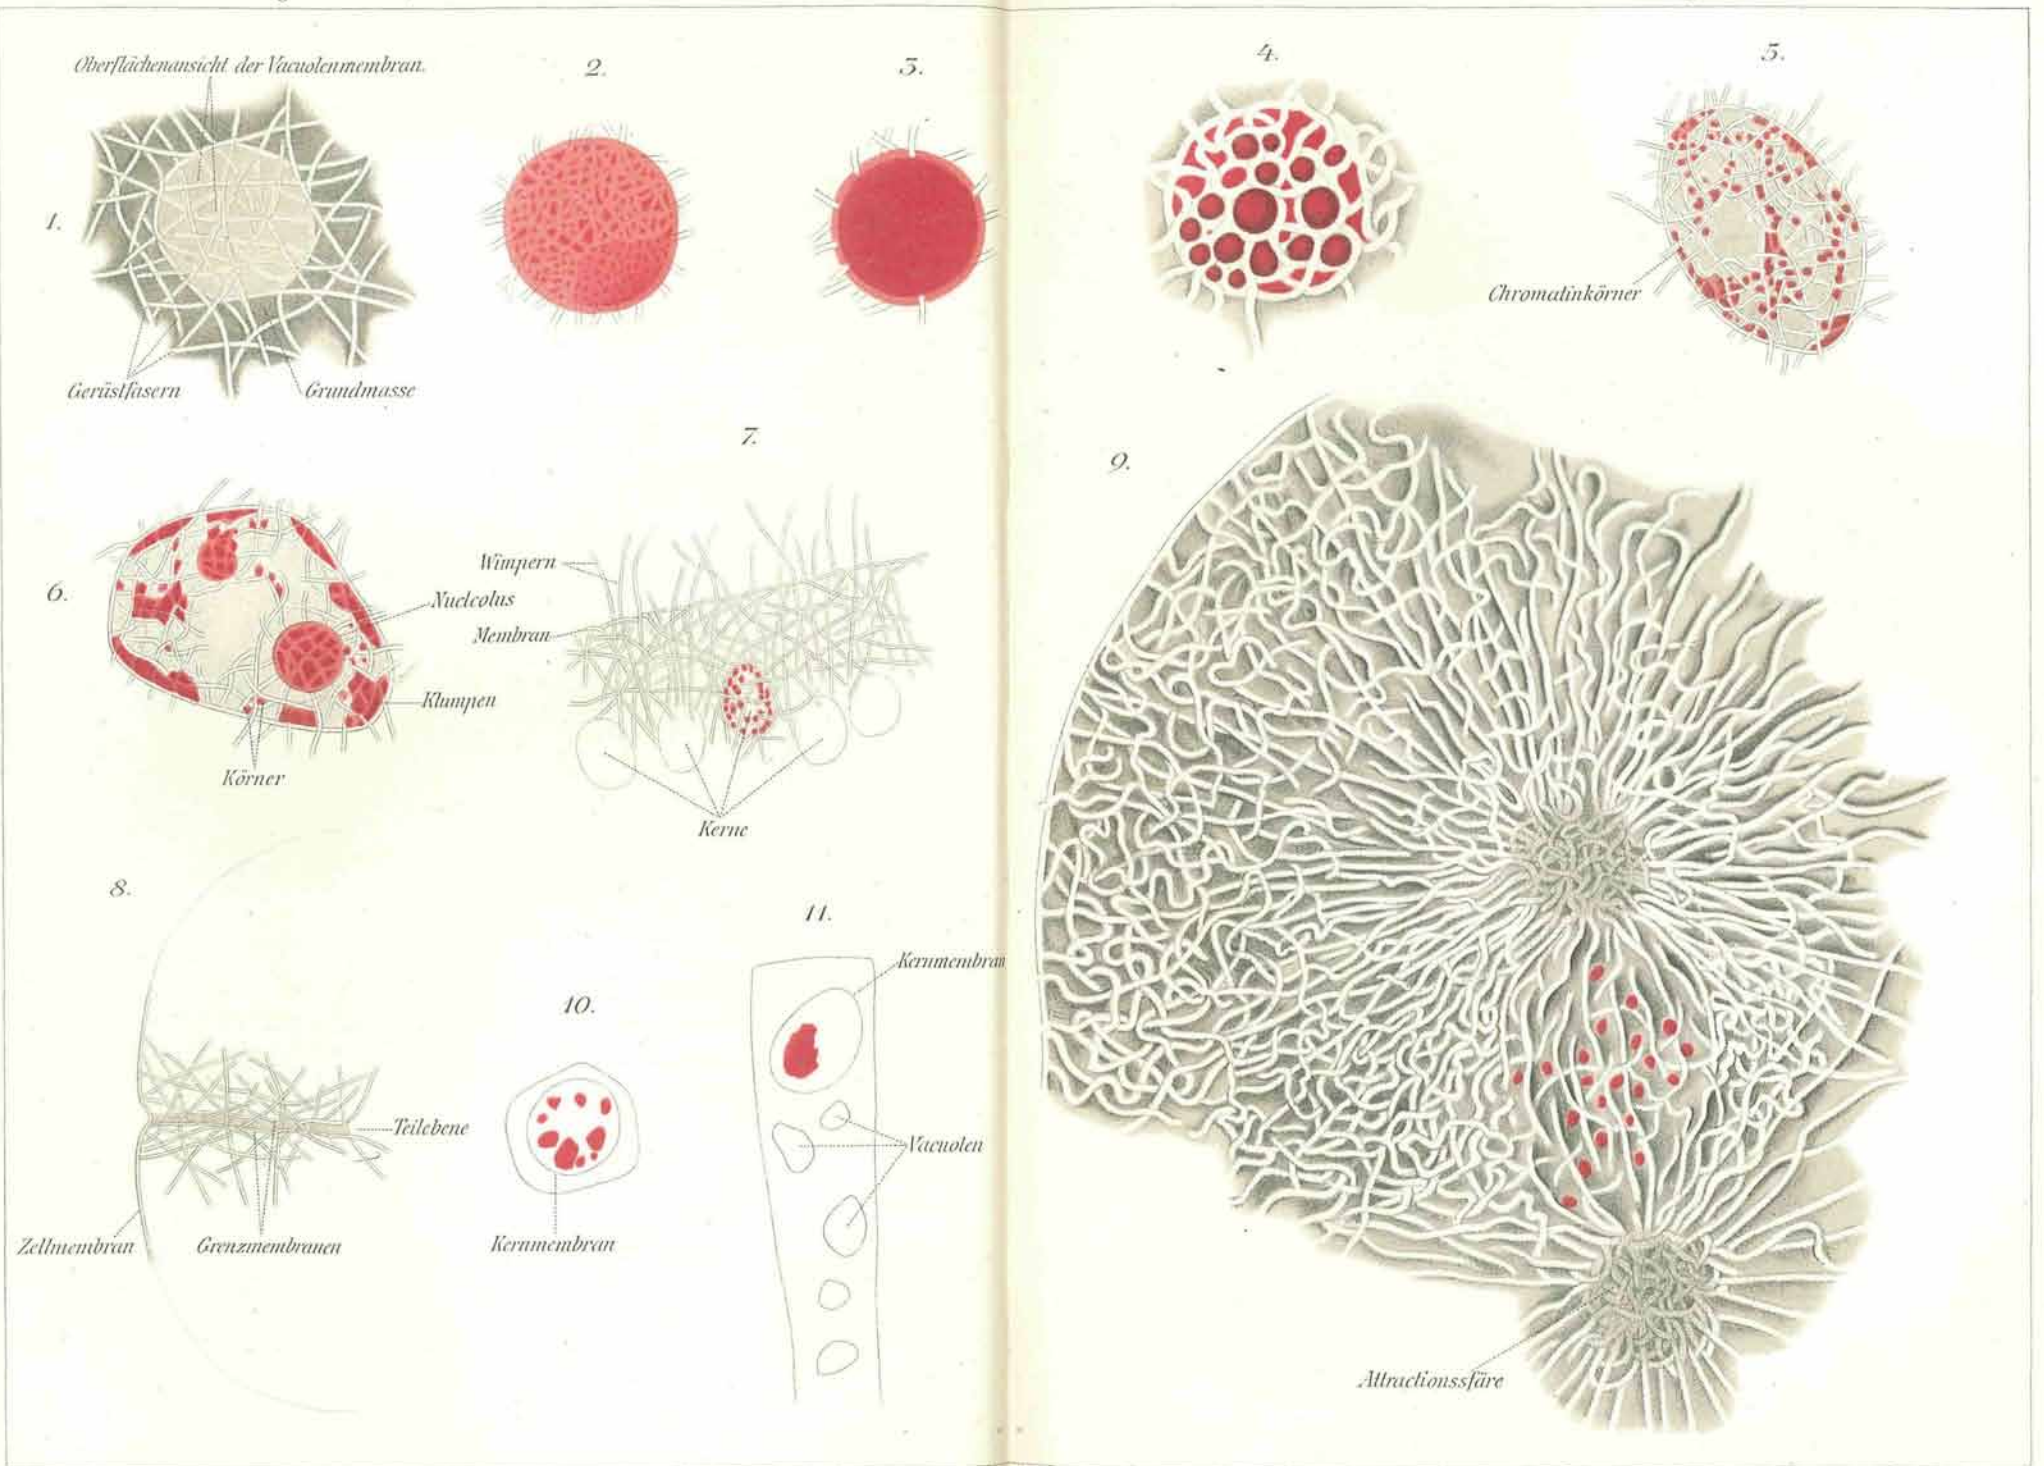 Oberflächenansicht der Vacuolenmembran.
1.
Gerüstfasern
Grundmasse
2.
3.
4.
5.
Chromatinkörner
6.
Nucleolus
Klumpen
Körner
7.
Wimpern
Membran
Kerne
8.
Teilebene
Zellmembran
Grenzmembranen
9.
Attractionssfäre
10.
Kernmembran
11.
Kernmembran
Vacuolen